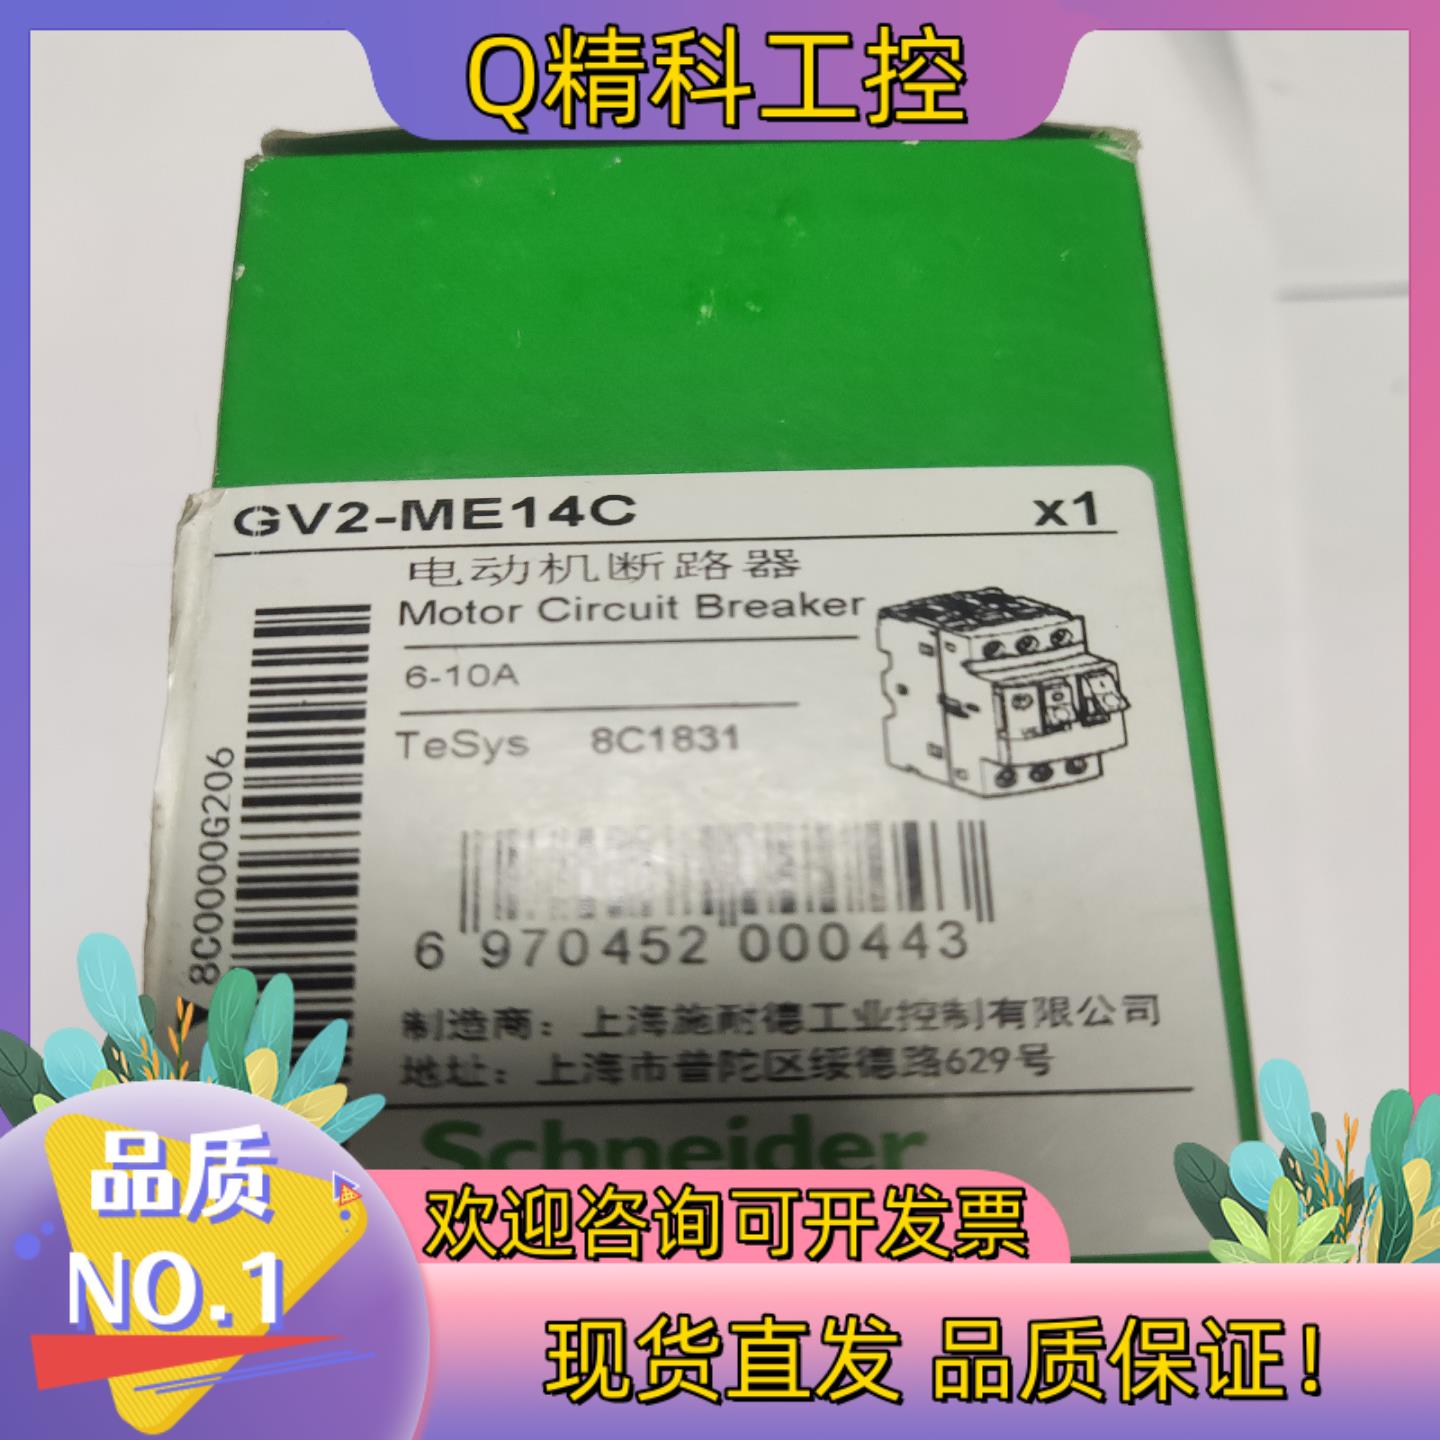 Q精科工控
GV2-ME14C x1
电动机断路器
Motor Circuit Breaker
6-10A
TeSys 8C1831
8C0000G206
6 970452 000443
制造商：上海施耐德工业控制有限公司
地址：上海市普陀区绥德路629号
Schneider
品质
NO.1
欢迎咨询可开发票
现货直发 品质保证！